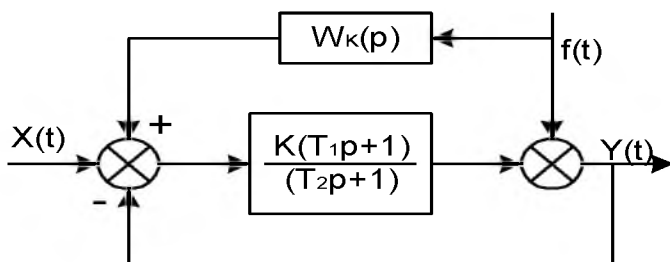 Wк(p)
f(t)
X(t)
+
K(T₁p+1)
(T₂p+1)
Y(t)
-